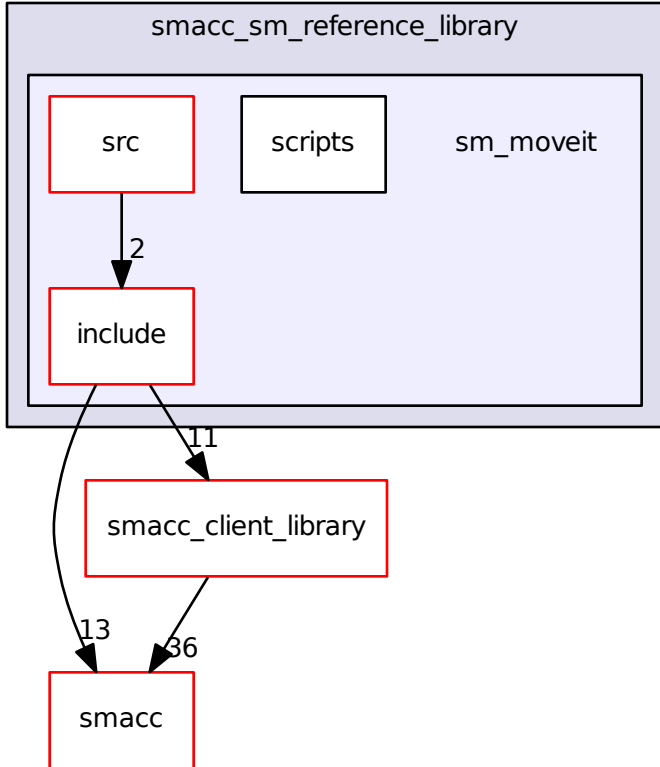 smacc_sm_reference_library
src
scripts
sm_moveit
2
include
11
smacc_client_library
13
36
smacc